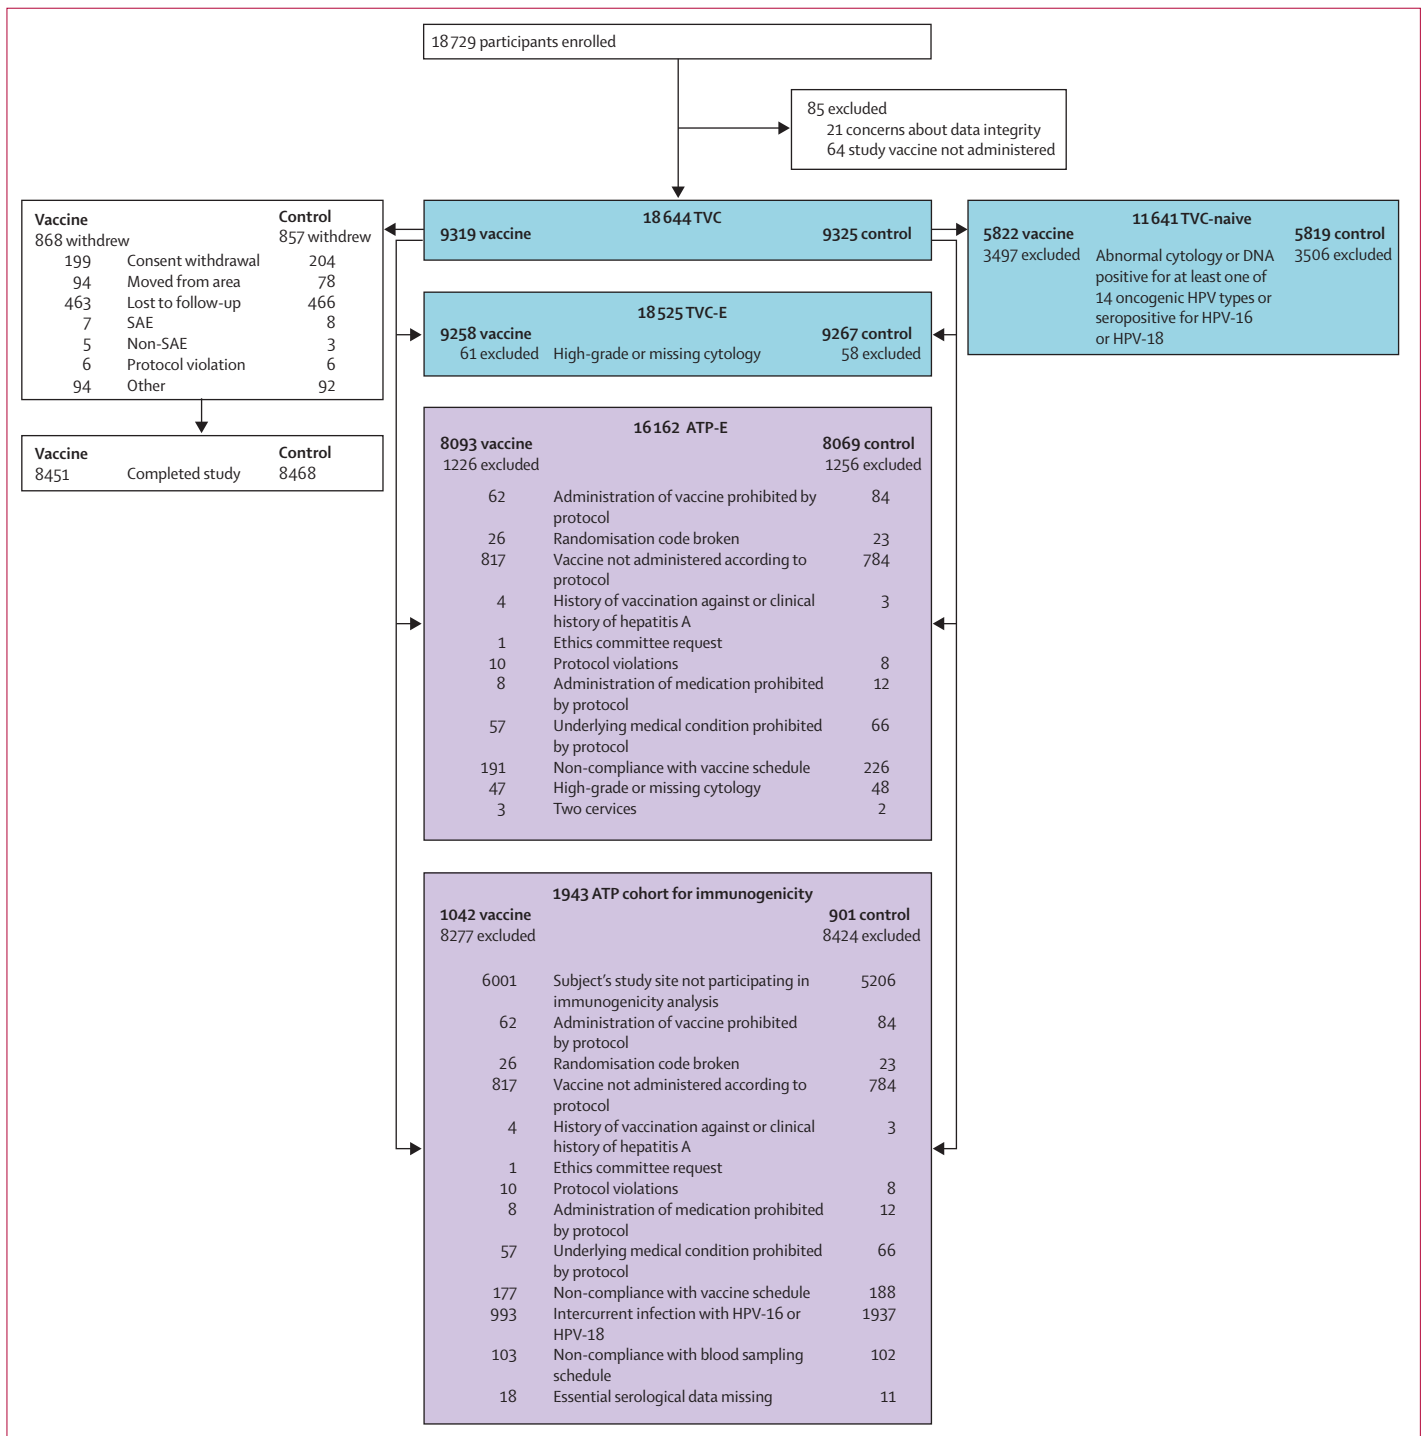 18 729 participants enrolled
85 excluded
21 concerns about data integrity
64 study vaccine not administered
Vaccine Control
868 withdrew 857 withdrew
199 Consent withdrawal 204
94 Moved from area 78
463 Lost to follow-up 466
7 SAE 8
5 Non-SAE 3
6 Protocol violation 6
94 Other 92
Vaccine Control
8451 Completed study 8468
18 644 TVC
9319 vaccine 9325 control
11 641 TVC-naive
5822 vaccine 5819 control
3497 excluded Abnormal cytology or DNA 3506 excluded
positive for at least one of
14 oncogenic HPV types or
seropositive for HPV-16
or HPV-18
18 525 TVC-E
9258 vaccine 9267 control
61 excluded High-grade or missing cytology 58 excluded
16 162 ATP-E
8093 vaccine 8069 control
1226 excluded 1256 excluded
62 Administration of vaccine prohibited by 84
protocol
26 Randomisation code broken 23
817 Vaccine not administered according to 784
protocol
4 History of vaccination against or clinical 3
history of hepatitis A
1 Ethics committee request
10 Protocol violations 8
8 Administration of medication prohibited 12
by protocol
57 Underlying medical condition prohibited 66
by protocol
191 Non-compliance with vaccine schedule 226
47 High-grade or missing cytology 48
3 Two cervices 2
1943 ATP cohort for immunogenicity
1042 vaccine 901 control
8277 excluded 8424 excluded
6001 Subject's study site not participating in 5206
immunogenicity analysis
62 Administration of vaccine prohibited 84
by protocol
26 Randomisation code broken 23
817 Vaccine not administered according to 784
protocol
4 History of vaccination against or clinical 3
history of hepatitis A
1 Ethics committee request
10 Protocol violations 8
8 Administration of medication prohibited 12
by protocol
57 Underlying medical condition prohibited 66
by protocol
177 Non-compliance with vaccine schedule 188
993 Intercurrent infection with HPV-16 or 1937
HPV-18
103 Non-compliance with blood sampling 102
schedule
18 Essential serological data missing 11